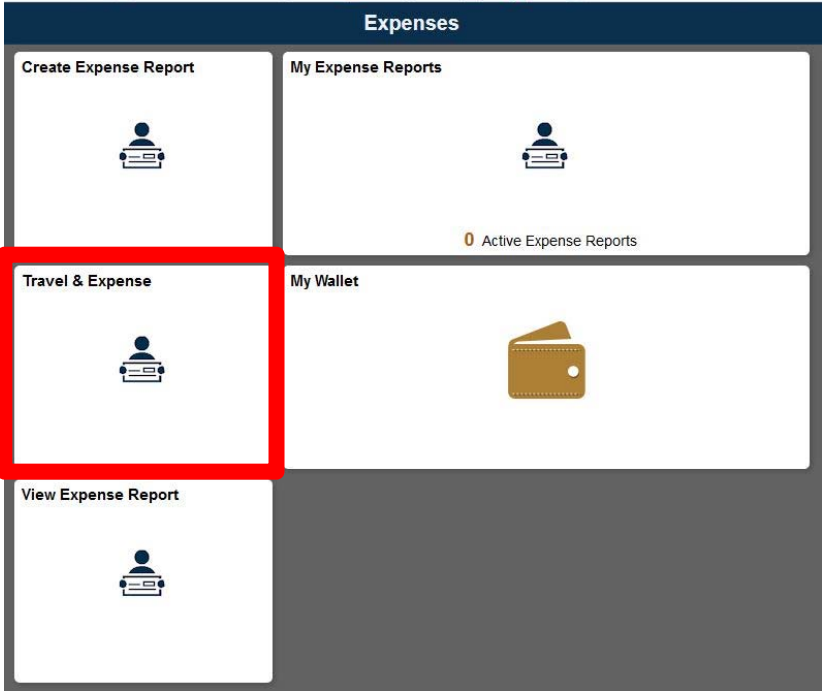 Expenses
Create Expense Report
My Expense Reports
0 Active Expense Reports
Travel & Expense
My Wallet
View Expense Report